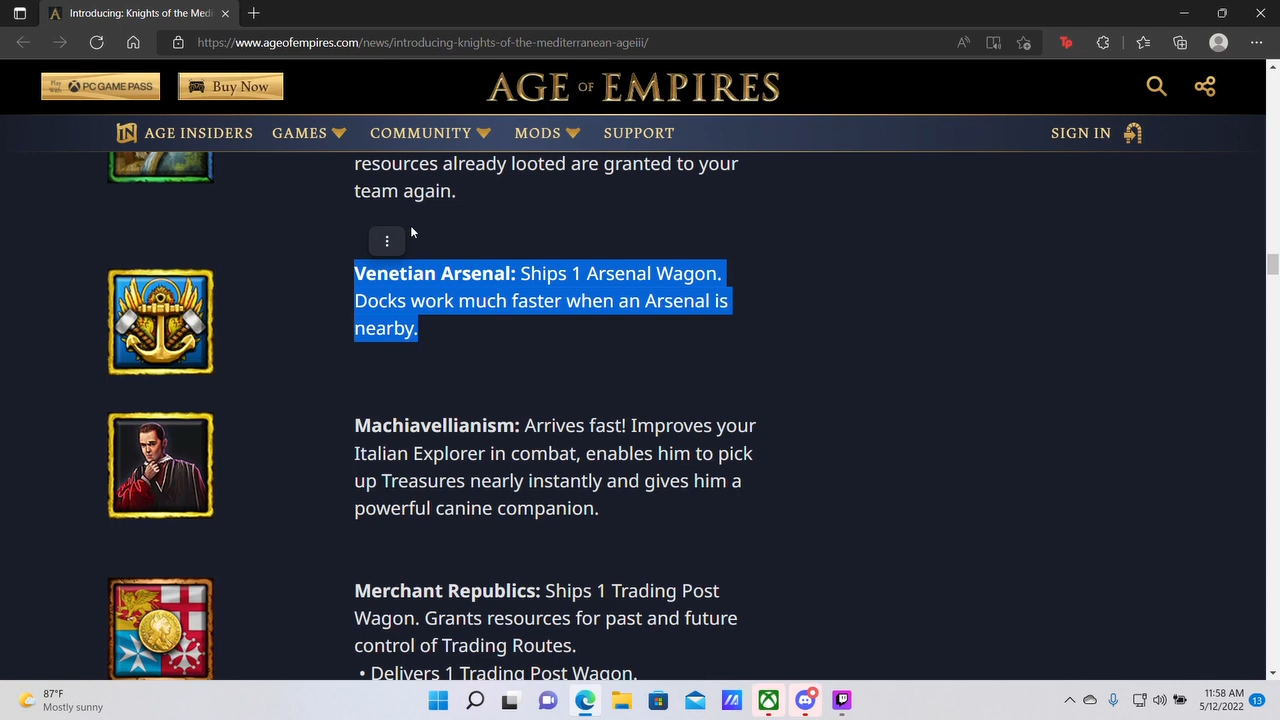 Introducing: Knights of the Med
https://www.ageofempires.com/news/introducing-knights-of-the-mediterranean-ageiii/
PC GAME PASS
Buy Now
AGE OF EMPIRES
AGE INSIDERS
GAMES
COMMUNITY
MODS
SUPPORT
SIGN IN
resources already looted are granted to your
team again.
Venetian Arsenal: Ships 1 Arsenal Wagon.
Docks work much faster when an Arsenal is
nearby.
Machiavellianism: Arrives fast! Improves your
Italian Explorer in combat, enables him to pick
up Treasures nearly instantly and gives him a
powerful canine companion.
Merchant Republics: Ships 1 Trading Post
Wagon. Grants resources for past and future
control of Trading Routes.
• Delivers 1 Trading Post Wagon.
87°F
Mostly sunny
11:58 AM
5/12/2022
13